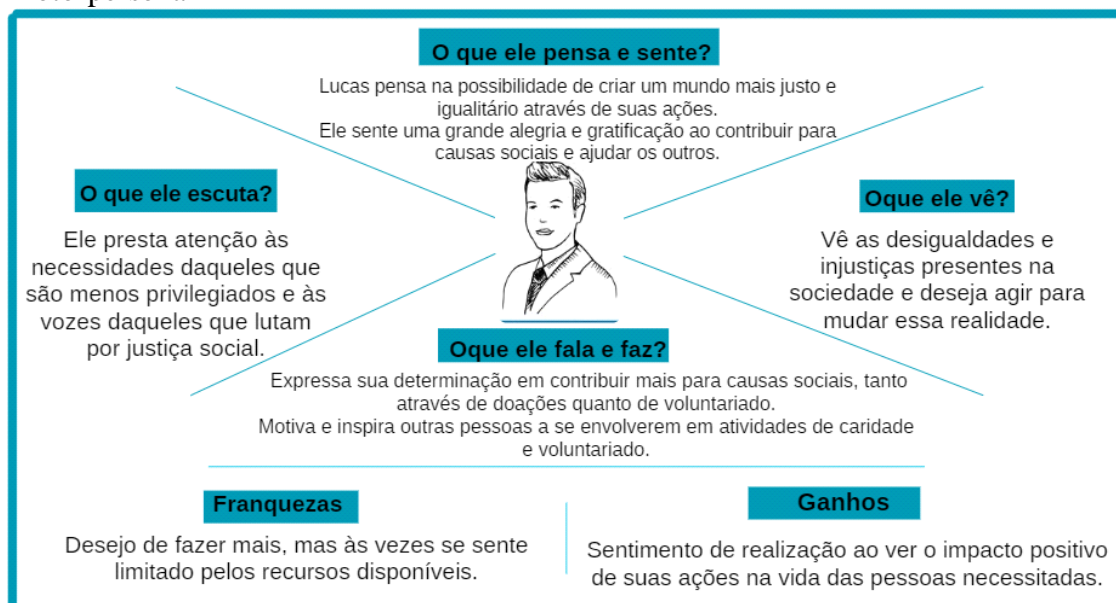 O que ele pensa e sente?
Lucas pensa na possibilidade de criar um mundo mais justo e
igualitário através de suas ações.
Ele sente uma grande alegria e gratificação ao contribuir para
causas sociais e ajudar os outros.
O que ele escuta?
Ele presta atenção às
necessidades daqueles que
são menos privilegiados e às
vozes daqueles que lutam
por justiça social.
Oque ele vê?
Vê as desigualdades e
injustiças presentes na
sociedade e deseja agir para
mudar essa realidade.
Oque ele fala e faz?
Expressa sua determinação em contribuir mais para causas sociais, tanto
através de doações quanto de voluntariado.
Motiva e inspira outras pessoas a se envolverem em atividades de caridade
e voluntariado.
Franquezas
Desejo de fazer mais, mas às vezes se sente
limitado pelos recursos disponíveis.
Ganhos
Sentimento de realização ao ver o impacto positivo
de suas ações na vida das pessoas necessitadas.